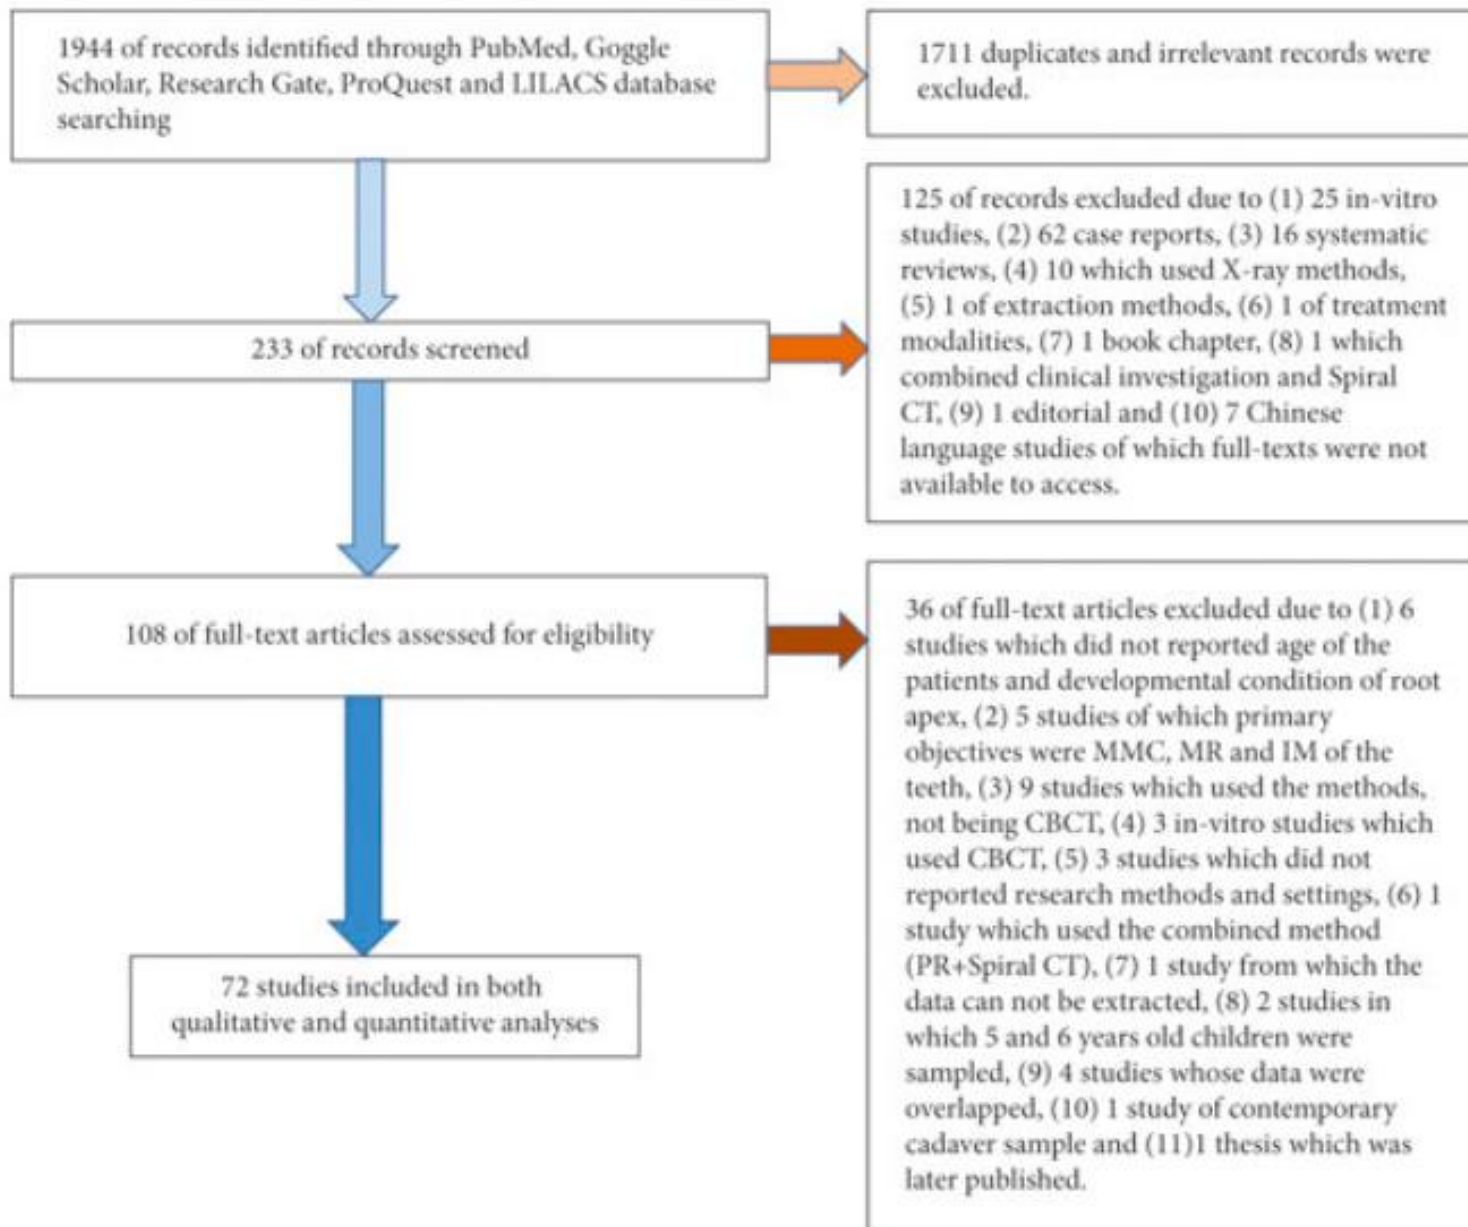 1944 of records identified through PubMed, Goggle
Scholar, Research Gate, ProQuest and LILACS database
searching
1711 duplicates and irrelevant records were
excluded.
125 of records excluded due to (1) 25 in-vitro
studies, (2) 62 case reports, (3) 16 systematic
reviews, (4) 10 which used X-ray methods,
(5) 1 of extraction methods, (6) 1 of treatment
modalities, (7) 1 book chapter, (8) 1 which
combined clinical investigation and Spiral
CT, (9) 1 editorial and (10) 7 Chinese
language studies of which full-texts were not
available to access.
233 of records screened
108 of full-text articles assessed for eligibility
36 of full-text articles excluded due to (1) 6
studies which did not reported age of the
patients and developmental condition of root
apex, (2) 5 studies of which primary
objectives were MMC, MR and IM of the
teeth, (3) 9 studies which used the methods,
not being CBCT, (4) 3 in-vitro studies which
used CBCT, (5) 3 studies which did not
reported research methods and settings, (6) 1
study which used the combined method
(PR+Spiral CT), (7) 1 study from which the
data can not be extracted, (8) 2 studies in
which 5 and 6 years old children were
sampled, (9) 4 studies whose data were
overlapped, (10) 1 study of contemporary
cadaver sample and (11)1 thesis which was
later published.
72 studies included in both
qualitative and quantitative analyses